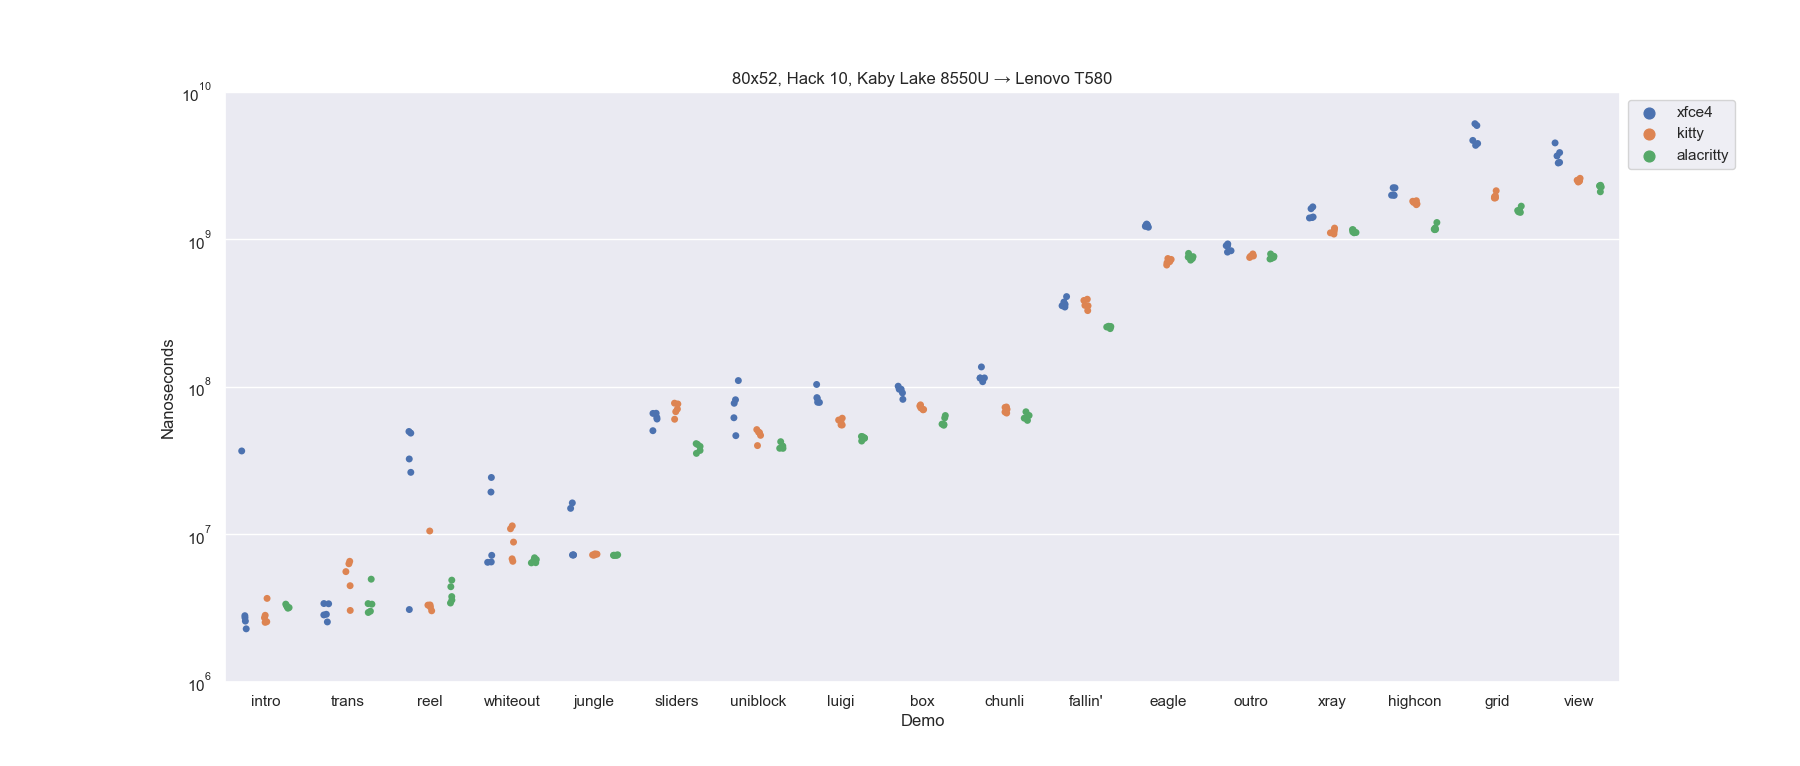 80x52, Hack 10, Kaby Lake 8550U → Lenovo T580
10^10
10^9
10^8
10^7
10^6
Nanoseconds
xfce4
kitty
alacritty
intro trans reel whiteout jungle sliders uniblock luigi box chunli fallin' eagle outro xray highcon grid view
Demo